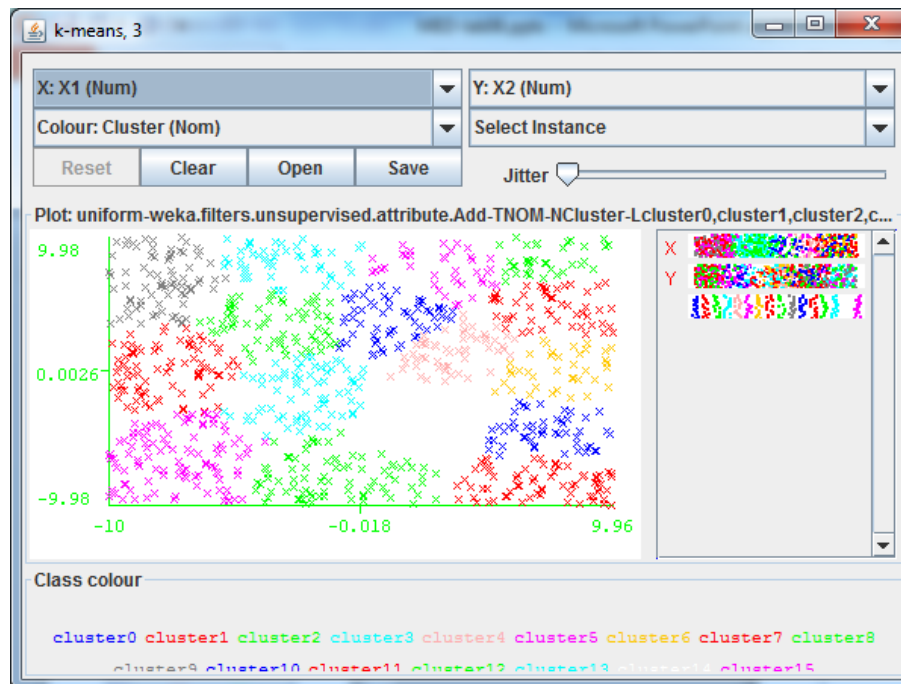 k-means, 3
X: X1 (Num)
Y: X2 (Num)
Colour: Cluster (Nom)
Select Instance
Reset Clear Open Save
Jitter
Plot: uniform-weka.filters.unsupervised.attribute.Add-TNOM-NCluster-Lcluster0,cluster1,cluster2,c...
9.98
0.0026
-9.98
-10 -0.018 9.96
X
Y
Class colour
cluster0 cluster1 cluster2 cluster3 cluster4 cluster5 cluster6 cluster7 cluster8
cluster9 cluster10 cluster11 cluster12 cluster13 cluster14 cluster15